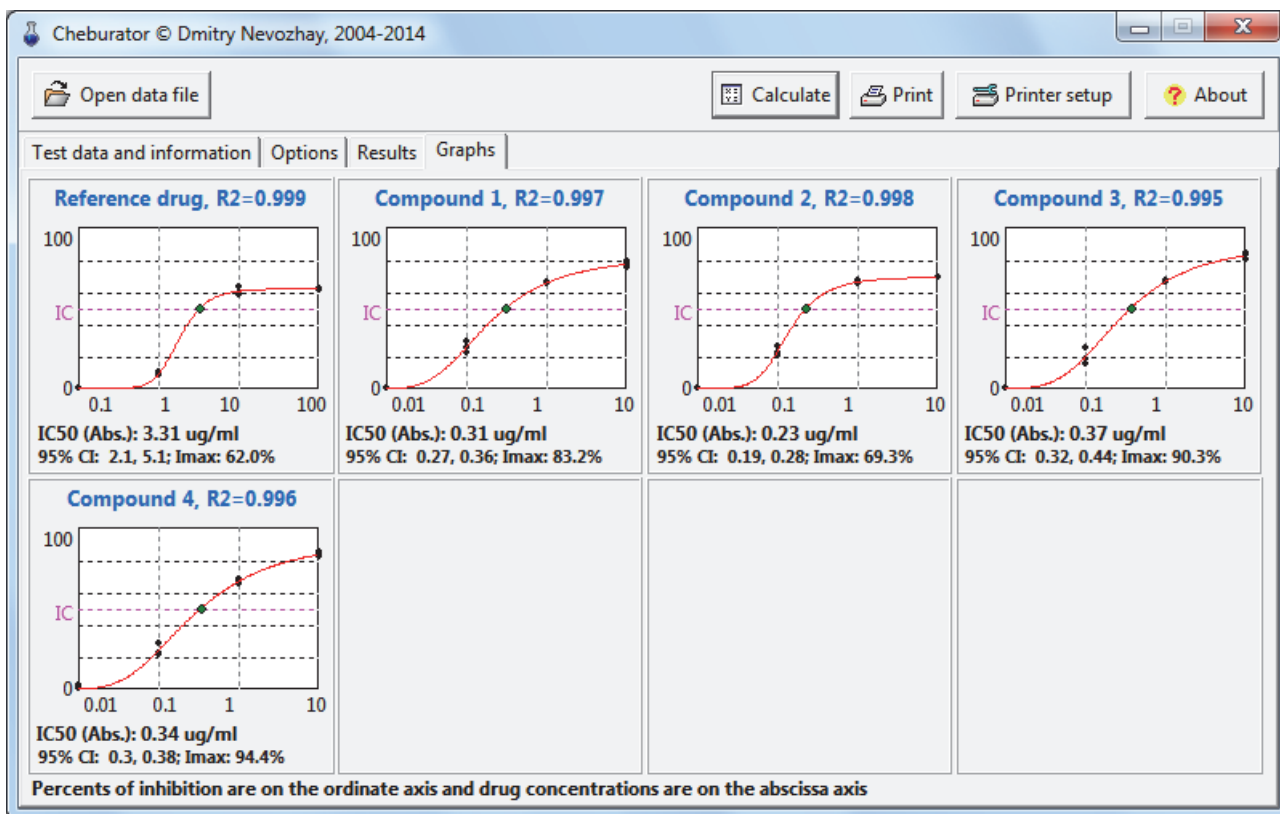 Cheburator © Dmitry Nevozhay, 2004-2014
Open data file
Calculate
Print
Printer setup
? About
Test data and information
Options
Results
Graphs
Reference drug, R2=0.999
100
IC
0
0.1 1 10 100
IC50 (Abs.): 3.31 ug/ml
95% CI: 2.1, 5.1; Imax: 62.0%
Compound 1, R2=0.997
100
IC
0
0.01 0.1 1 10
IC50 (Abs.): 0.31 ug/ml
95% CI: 0.27, 0.36; Imax: 83.2%
Compound 2, R2=0.998
100
IC
0
0.01 0.1 1 10
IC50 (Abs.): 0.23 ug/ml
95% CI: 0.19, 0.28; Imax: 69.3%
Compound 3, R2=0.995
100
IC
0
0.01 0.1 1 10
IC50 (Abs.): 0.37 ug/ml
95% CI: 0.32, 0.44; Imax: 90.3%
Compound 4, R2=0.996
100
IC
0
0.01 0.1 1 10
IC50 (Abs.): 0.34 ug/ml
95% CI: 0.3, 0.38; Imax: 94.4%
Percents of inhibition are on the ordinate axis and drug concentrations are on the abscissa axis